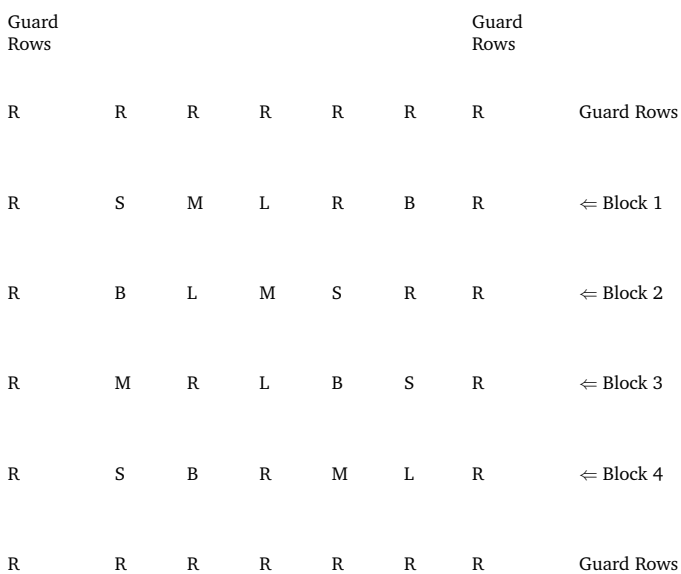 Guard Guard
Rows Rows
R R R R R R R Guard Rows
R S M L R B R ⇐ Block 1
R B L M S R R ⇐ Block 2
R M R L B S R ⇐ Block 3
R S B R M L R ⇐ Block 4
R R R R R R R Guard Rows